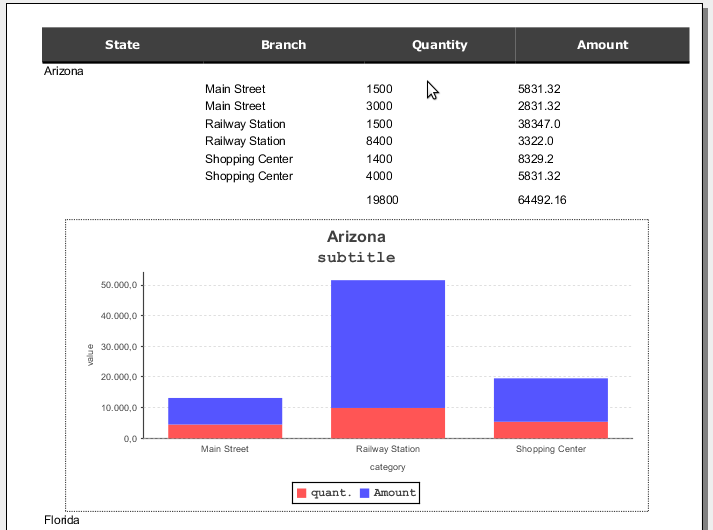 State Branch Quantity Amount
Arizona
Main Street 1500 5831.32
Main Street 3000 2831.32
Railway Station 1500 38347.0
Railway Station 8400 3322.0
Shopping Center 1400 8329.2
Shopping Center 4000 5831.32
19800 64492.16
Arizona
subtitle
50.000,0
40.000,0
30.000,0
20.000,0
10.000,0
0,0
value
Main Street Railway Station Shopping Center
category
quant. Amount
Florida